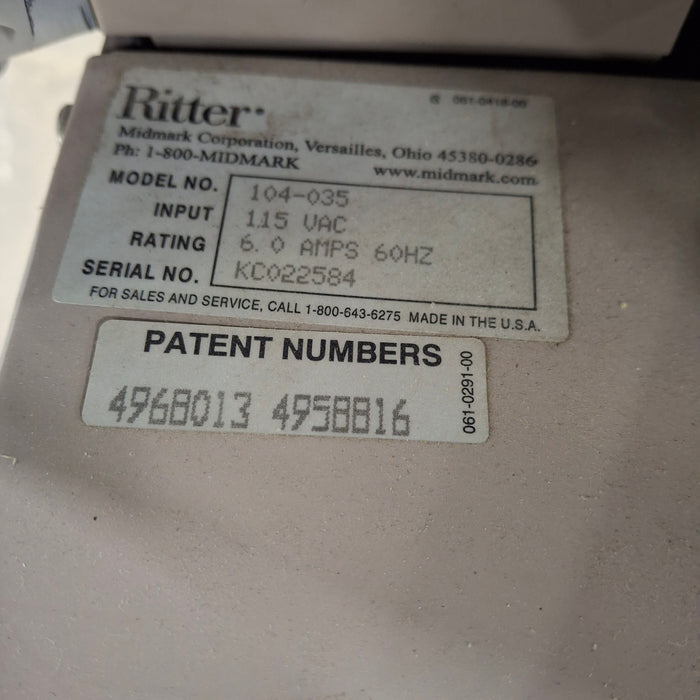 Ritter
© 061-0418-00
Midmark Corporation, Versailles, Ohio 45380-0286
Ph: 1-800-MIDMARK www.midmark.com
MODEL NO. 104-035
INPUT 115 VAC
RATING 6.0 AMPS 60HZ
SERIAL NO. KC022584
FOR SALES AND SERVICE, CALL 1-800-643-6275 MADE IN THE U.S.A.
PATENT NUMBERS
4968013 4958816
061-0291-00